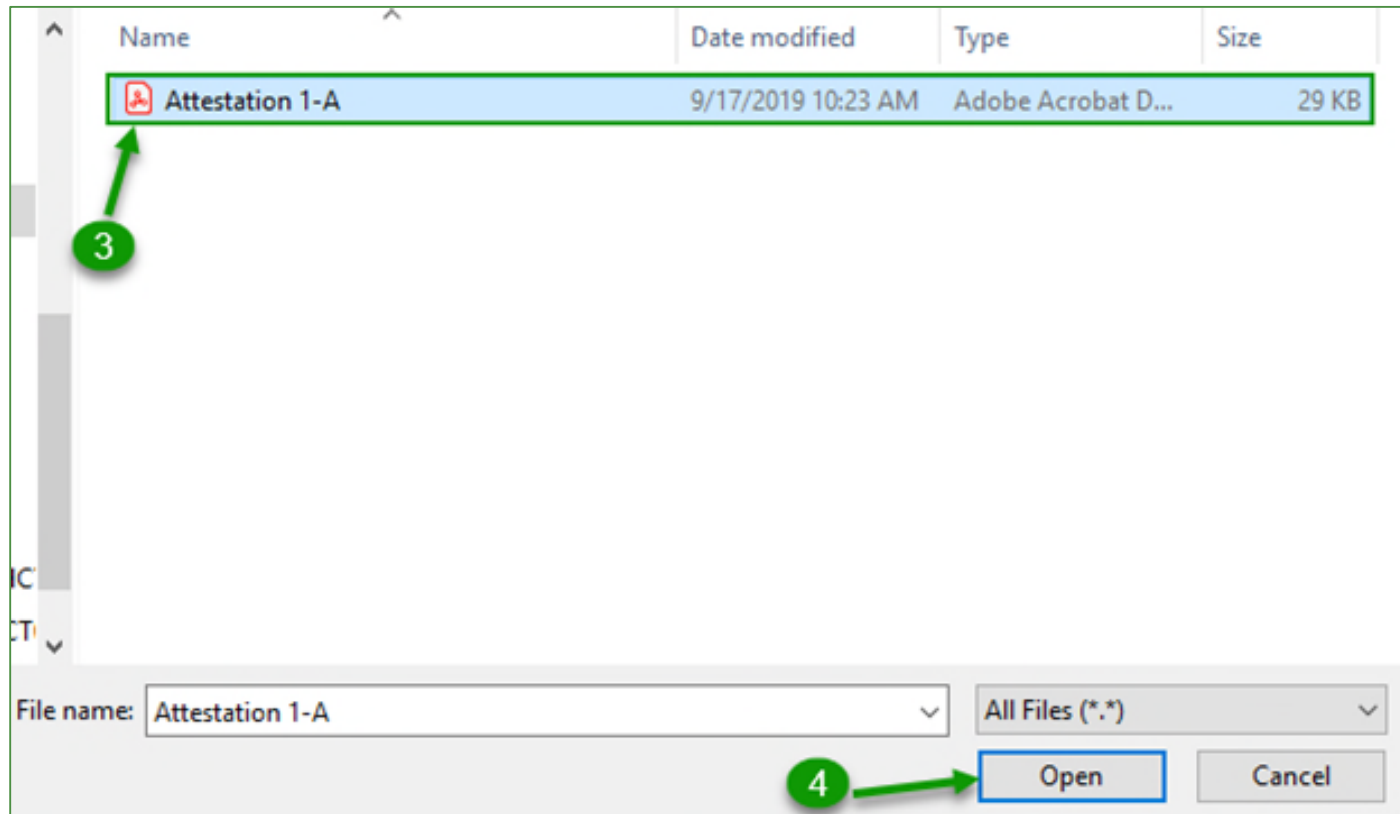 Name Date modified Type Size
Attestation 1-A 9/17/2019 10:23 AM Adobe Acrobat D... 29 KB
3
File name: Attestation 1-A All Files (*.*)
4 Open Cancel